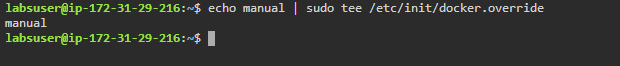 labsuser@ip-172-31-29-216:~$ echo manual | sudo tee /etc/init/docker.override
manual
labsuser@ip-172-31-29-216:~$